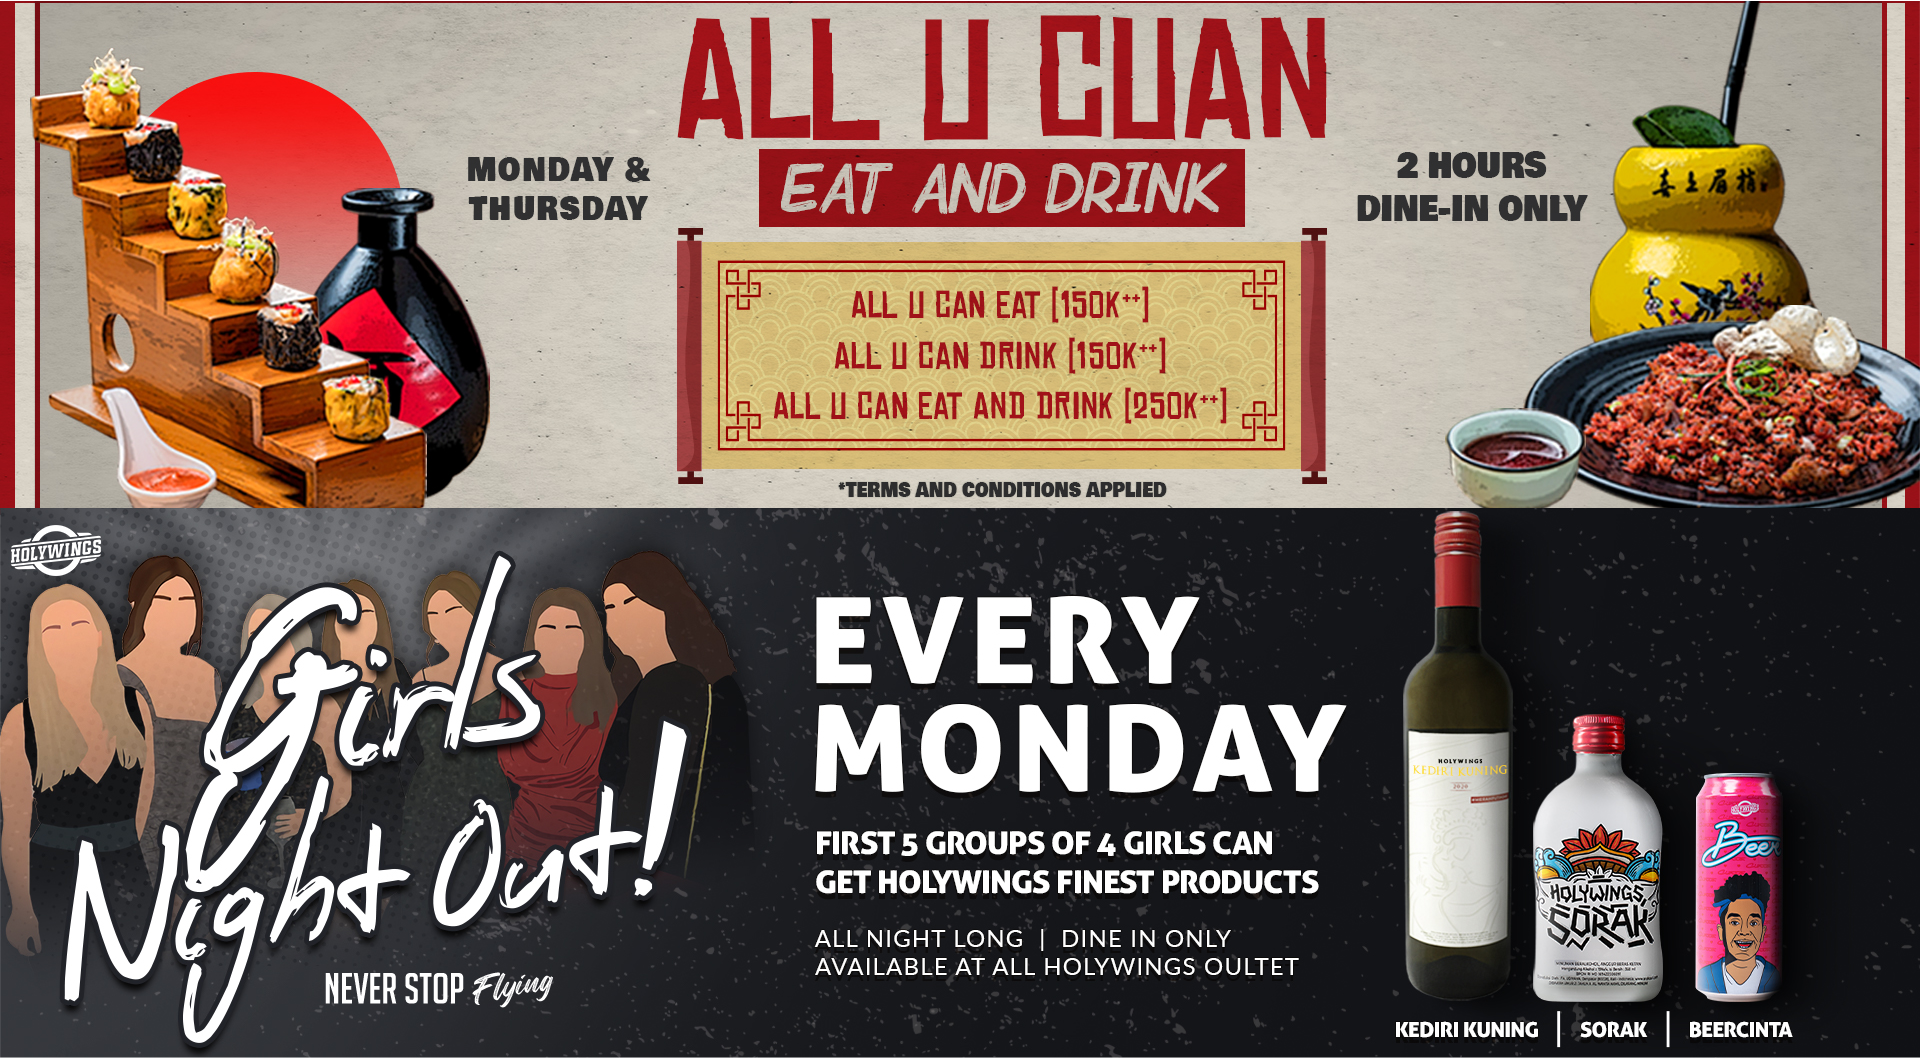 ALL U CUAN
EAT AND DRINK
MONDAY &
THURSDAY
2 HOURS
DINE-IN ONLY
ALL U CAN EAT [150K++]
ALL U CAN DRINK [150K++]
ALL U CAN EAT AND DRINK [250K++]
*TERMS AND CONDITIONS APPLIED
HOLYWINGS
Girls
Night Out!
NEVER STOP Flying
EVERY
MONDAY
FIRST 5 GROUPS OF 4 GIRLS CAN
GET HOLYWINGS FINEST PRODUCTS
ALL NIGHT LONG | DINE IN ONLY
AVAILABLE AT ALL HOLYWINGS OULTET
HOLYWINGS
KEDIRI KUNING
2020
HOLYWINGS
SORAK
Beer
KEDIRI KUNING | SORAK | BEERCINTA